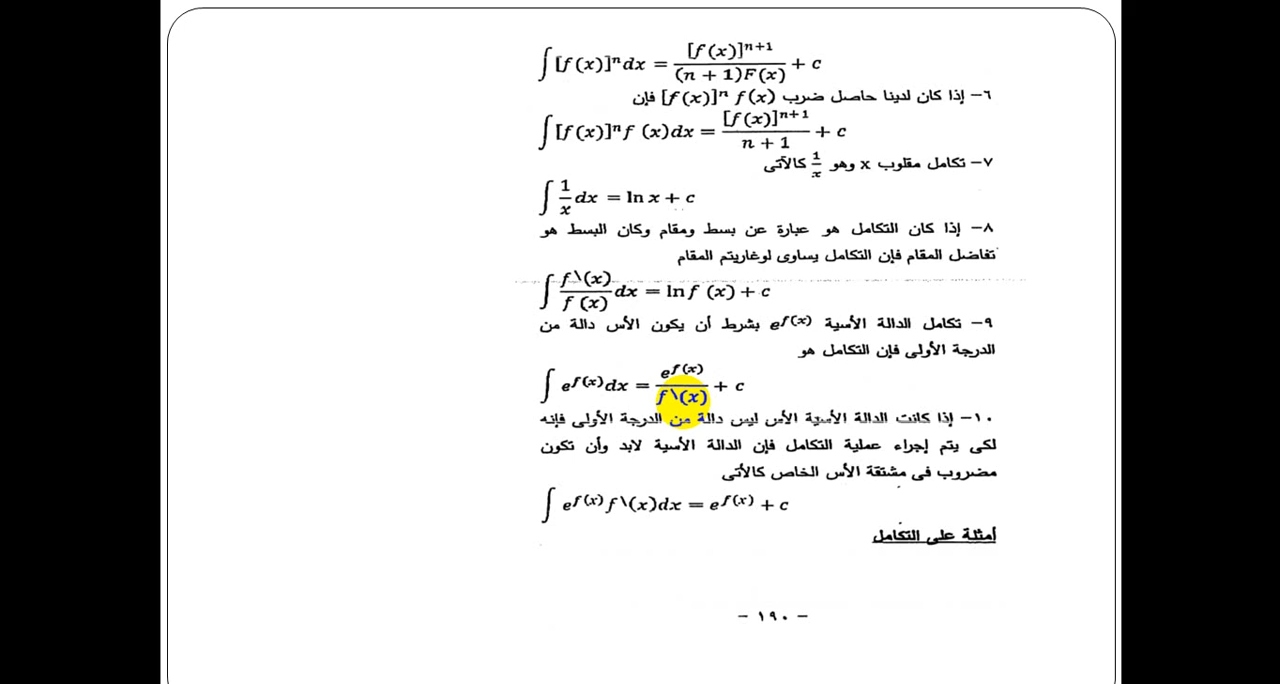 ∫[f(x)]ⁿdx = [f(x)]ⁿ⁺¹ / (n + 1)F(x) + c
٦- إذا كان لدينا حاصل ضرب [f(x)]ⁿ f(x) فإن
∫[f(x)]ⁿf (x)dx = [f(x)]ⁿ⁺¹ / n + 1 + c
٧- تكامل مقلوب x وهو 1/x كالآتى
∫ 1/x dx = ln x + c
٨- إذا كان التكامل هو عبارة عن بسط ومقام وكان البسط هو
تفاضل المقام فإن التكامل يساوى لوغاريتم المقام
∫ f\(x) / f (x) dx = ln f (x) + c
٩- تكامل الدالة الأسية e^f(x) بشرط أن يكون الأس دالة من
الدرجة الأولى فإن التكامل هو
∫ e^f(x)dx = e^f(x) / f\(x) + c
١٠- إذا كانت الدالة الأسية الأس ليس دالة من الدرجة الأولى فإنه
لكى يتم إجراء عملية التكامل فإن الدالة الأسية لابد وأن تكون
مضروب فى مشتقة الأس الخاص كالأتى
∫ e^f(x) f\(x)dx = e^f(x) + c
أمثلة على التكامل
- ١٩٠ -